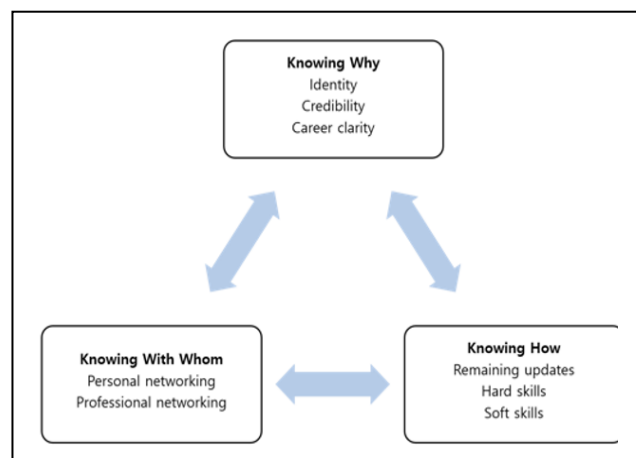 Knowing Why
Identity
Credibility
Career clarity
Knowing With Whom
Personal networking
Professional networking
Knowing How
Remaining updates
Hard skills
Soft skills